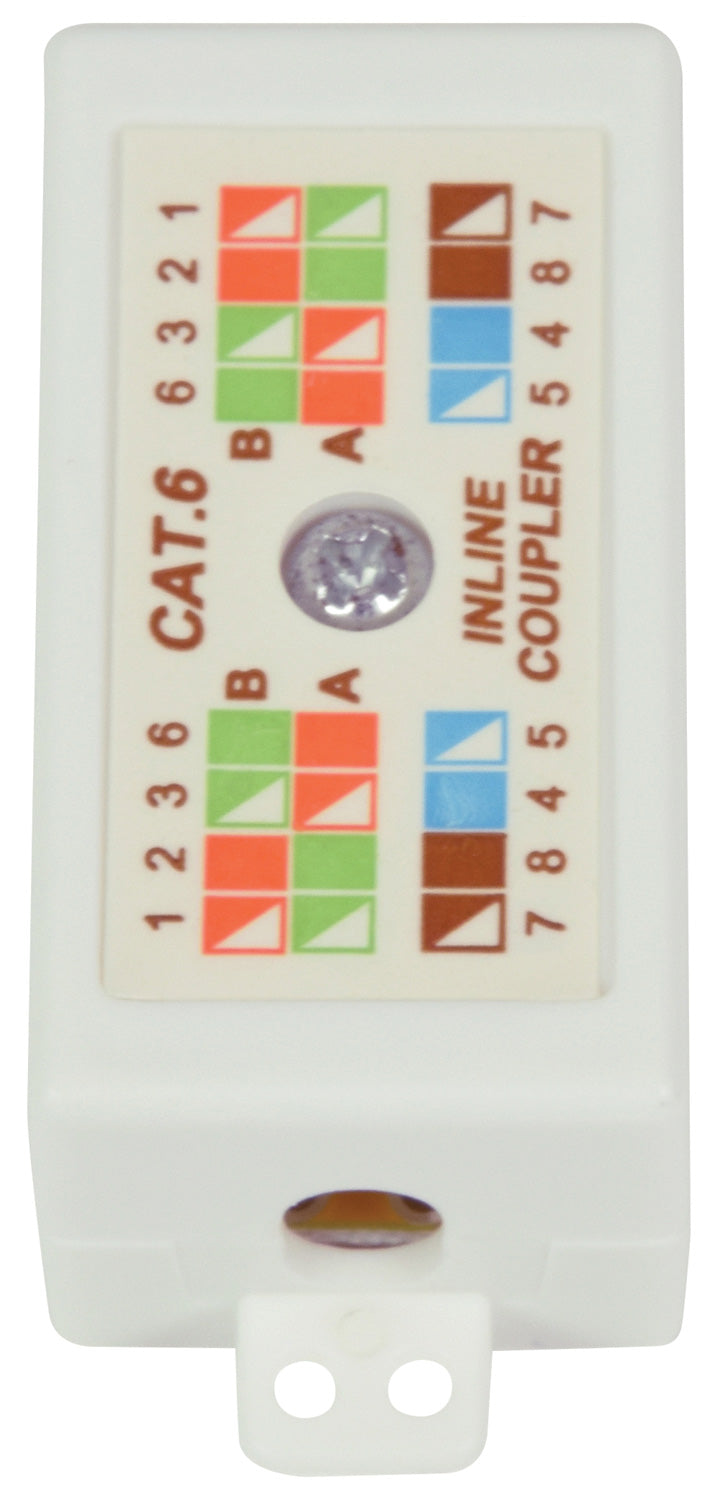 1 2 3 6 CAT.6 6 3 2 1
B B
A A
INLINE
7 8 4 5 COUPLER 5 4 8 7